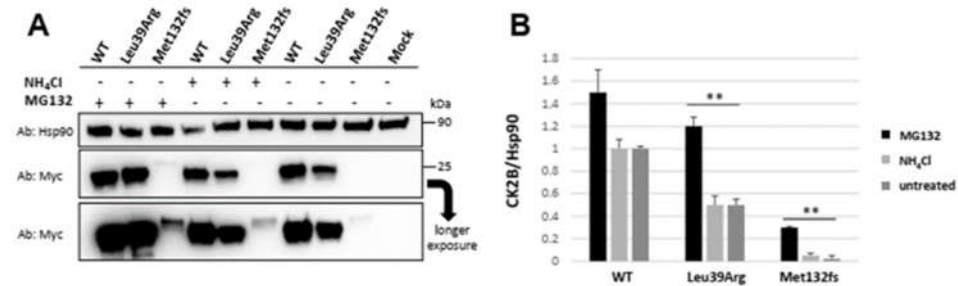 A
WT Leu39Arg Met132fs WT Leu39Arg Met132fs WT Leu39Arg Met132fs Mock
NH₄Cl - - - + + + - - - -
MG132 + + + - - - - - - -
kDa
Ab: Hsp90 90
Ab: Myc 25
Ab: Myc longer
exposure
B
CK2B/Hsp90
1.8
1.6
1.4
1.2
1
0.8
0.6
0.4
0.2
0
** **
WT Leu39Arg Met132fs
MG132
NH₄Cl
untreated